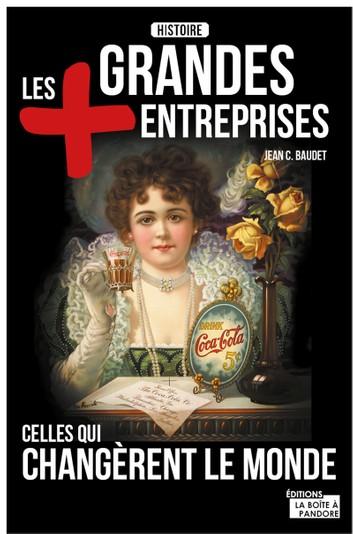 HISTOIRE
LES + GRANDES
ENTREPRISES
JEAN C. BAUDET
DRINK
Coca-Cola
5¢
CELLES QUI
CHANGÈRENT LE MONDE
ÉDITIONS
LA BOÎTE À
PANDORE